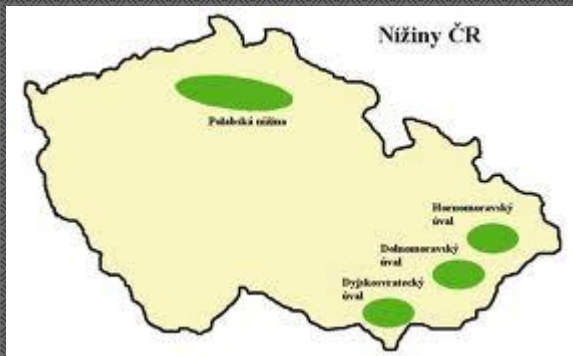 Nížiny ČR
Polabská nížina
Hornomoravský
úval
Dolnomoravský
úval
Dyjskosvratecký
úval